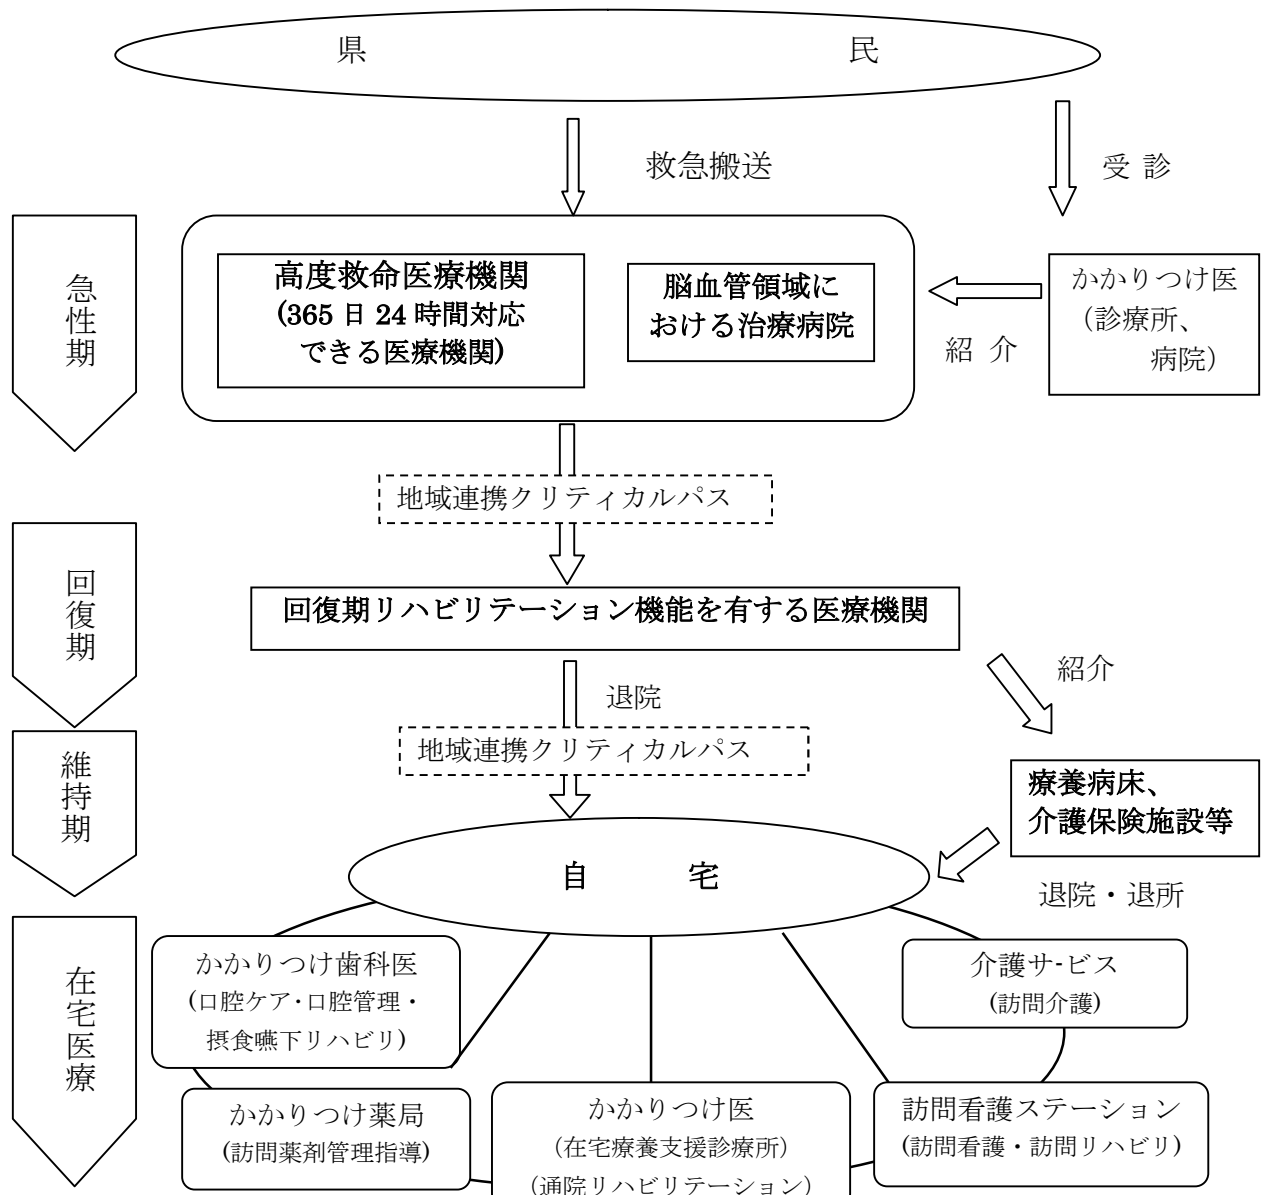 県 民
救急搬送
受 診
急性期
高度救命医療機関
(365 日 24 時間対応
できる医療機関)
脳血管領域に
おける治療病院
紹 介
かかりつけ医
（診療所、
病院）
地域連携クリティカルパス
回復期
回復期リハビリテーション機能を有する医療機関
退院
紹介
地域連携クリティカルパス
維持期
療養病床、
介護保険施設等
自 宅
退院・退所
在宅医療
かかりつけ歯科医
(口腔ケア・口腔管理・
摂食嚥下リハビリ)
介護サ-ビス
(訪問介護)
かかりつけ薬局
(訪問薬剤管理指導)
かかりつけ医
（在宅療養支援診療所）
（通院リハビリテーション）
訪問看護ステーション
(訪問看護・訪問リハビリ)